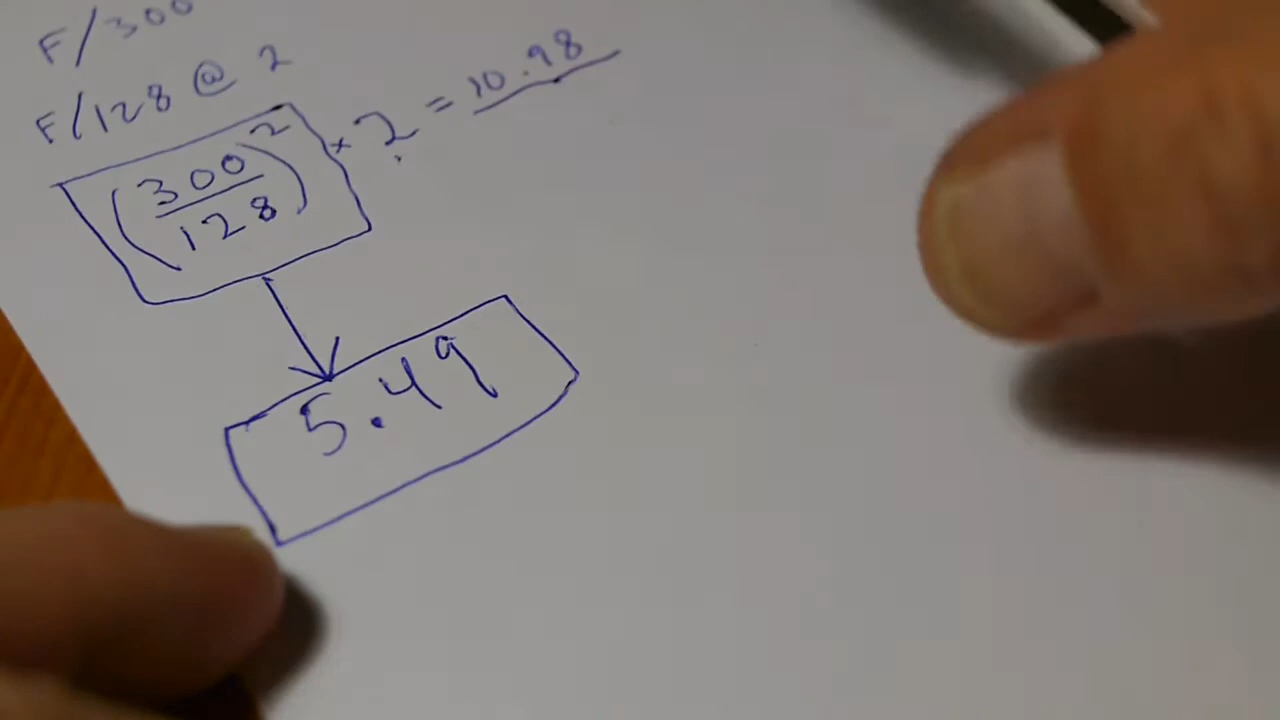 F/300
F/128 @ 2
(300/128)² × 2 = 10.98
5.49